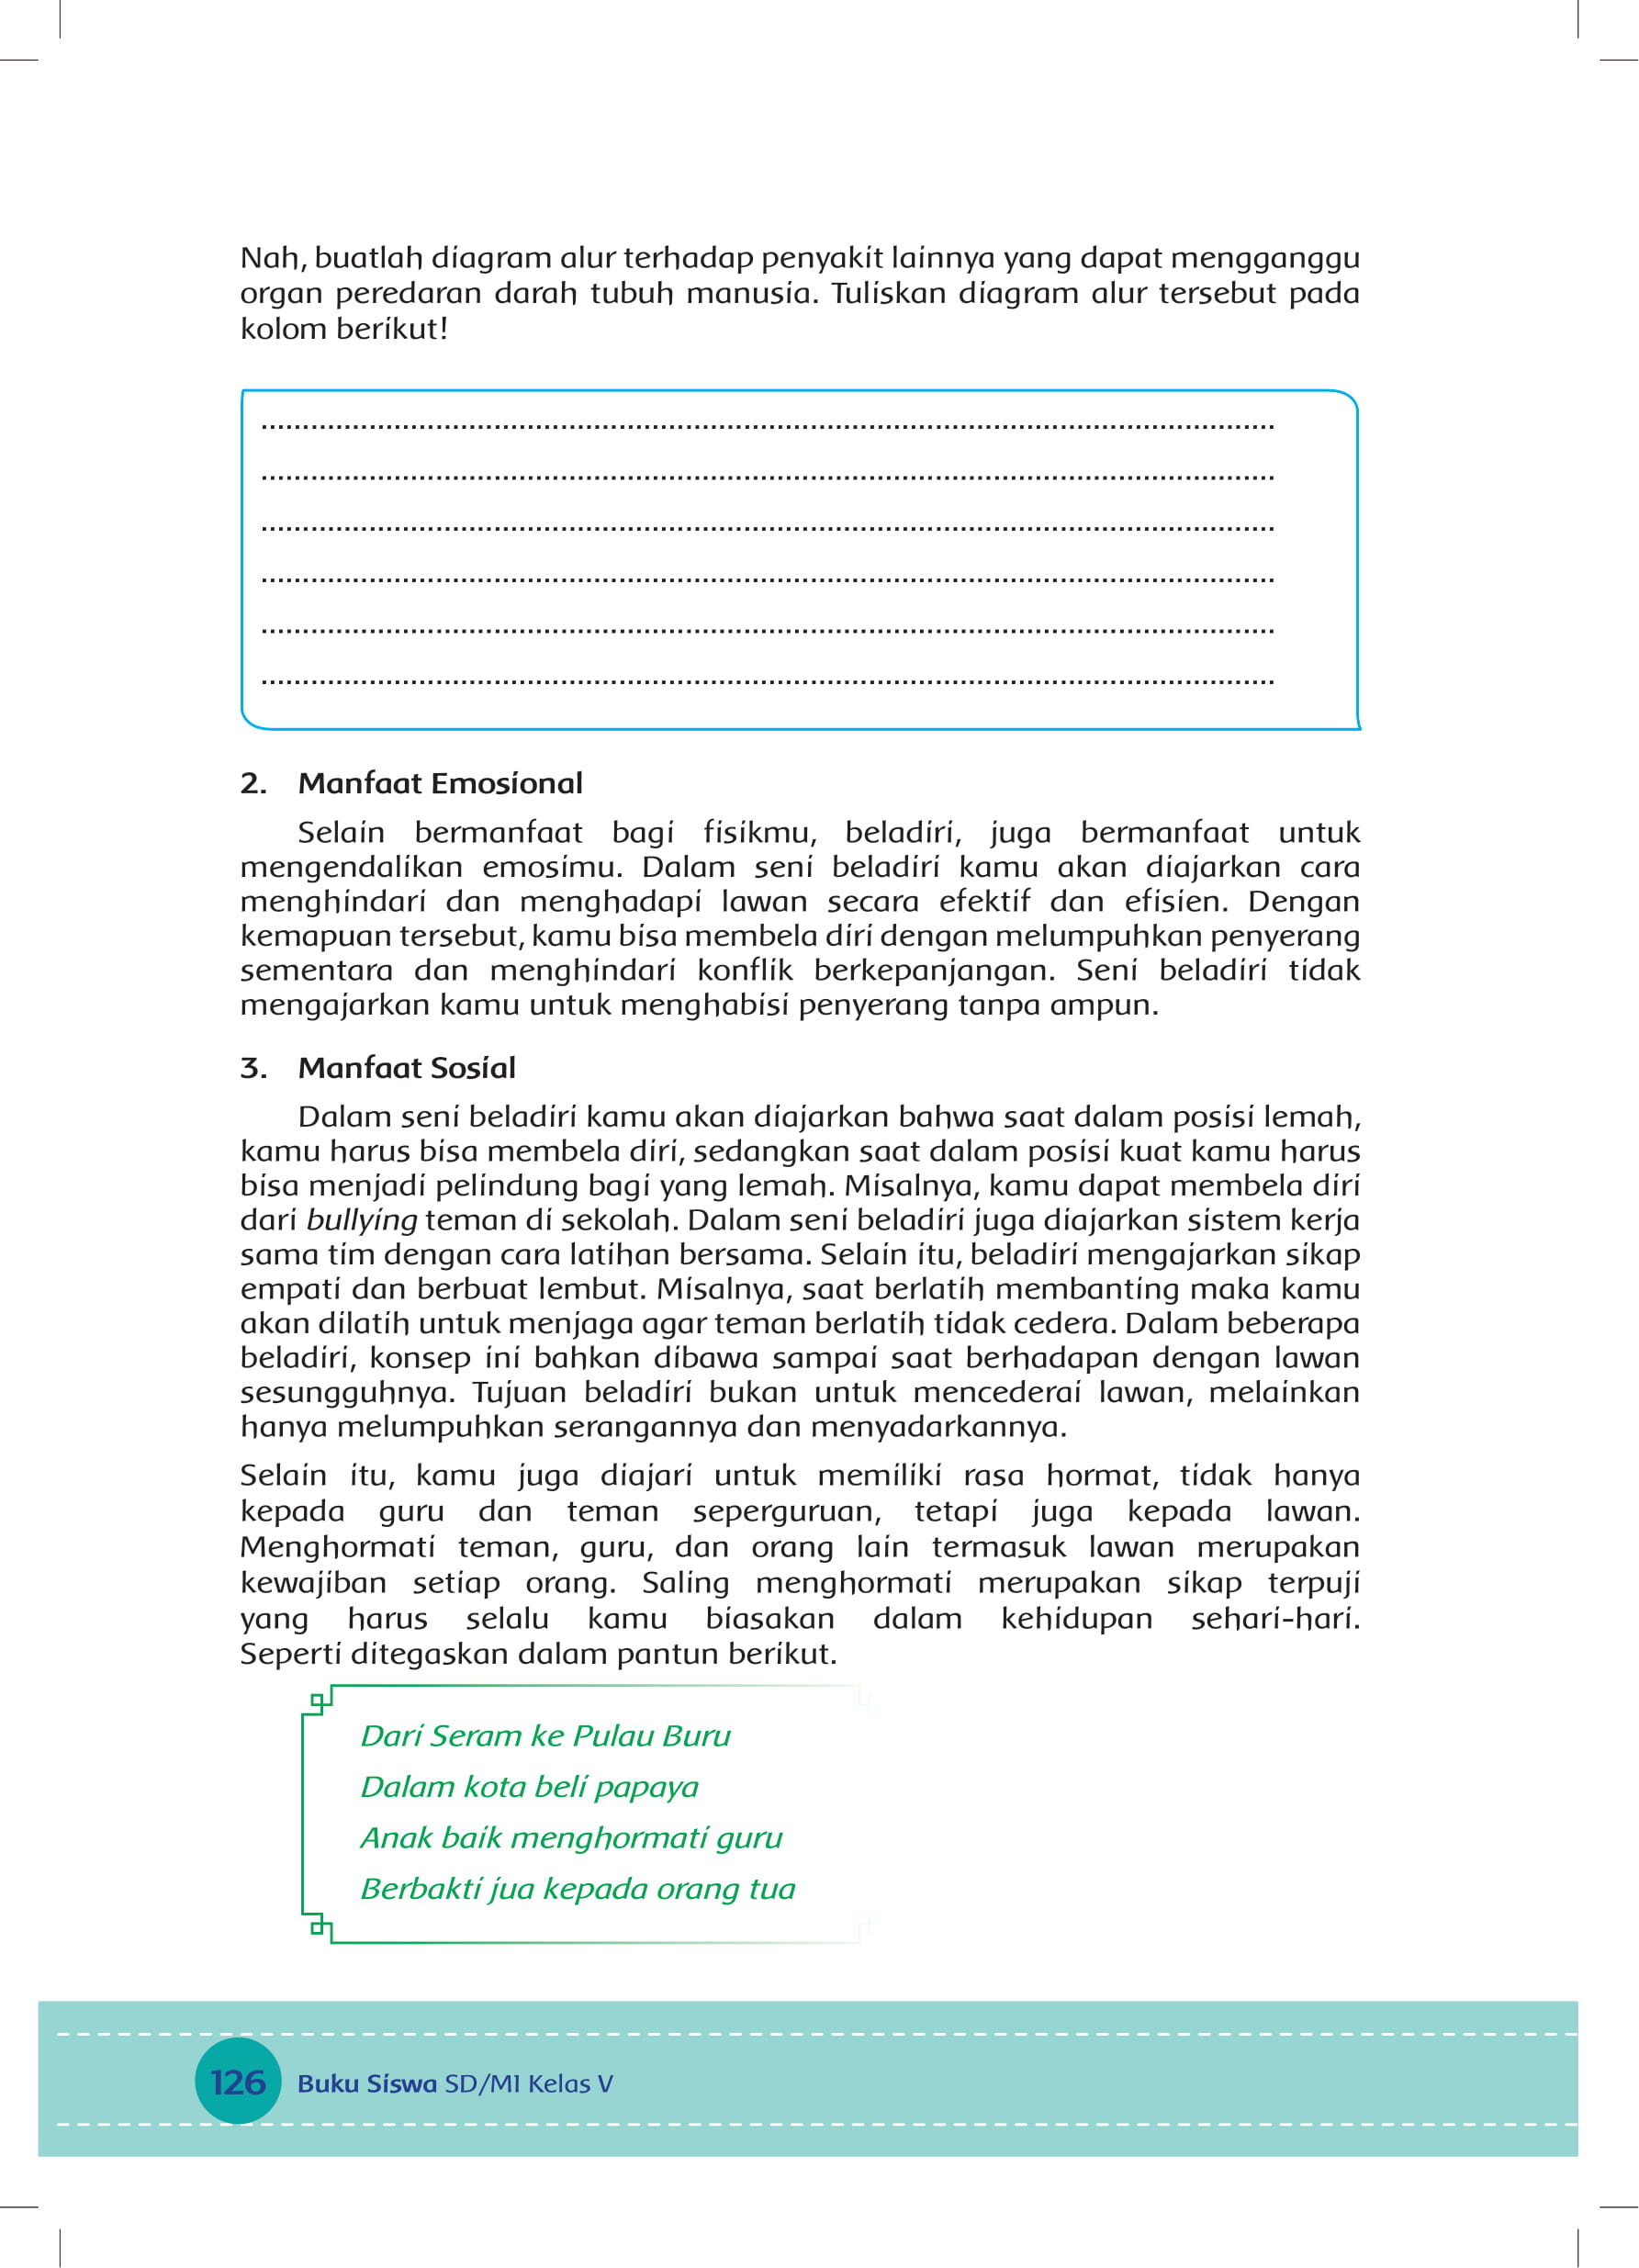 Nah, buatlah diagram alur terhadap penyakit lainnya yang dapat mengganggu
organ peredaran darah tubuh manusia. Tuliskan diagram alur tersebut pada
kolom berikut!
..........................................................................................................................
..........................................................................................................................
..........................................................................................................................
..........................................................................................................................
..........................................................................................................................
..........................................................................................................................
2. Manfaat Emosional
Selain bermanfaat bagi fisikmu, beladiri, juga bermanfaat untuk
mengendalikan emosimu. Dalam seni beladiri kamu akan diajarkan cara
menghindari dan menghadapi lawan secara efektif dan efisien. Dengan
kemapuan tersebut, kamu bisa membela diri dengan melumpuhkan penyerang
sementara dan menghindari konflik berkepanjangan. Seni beladiri tidak
mengajarkan kamu untuk menghabisi penyerang tanpa ampun.
3. Manfaat Sosial
Dalam seni beladiri kamu akan diajarkan bahwa saat dalam posisi lemah,
kamu harus bisa membela diri, sedangkan saat dalam posisi kuat kamu harus
bisa menjadi pelindung bagi yang lemah. Misalnya, kamu dapat membela diri
dari bullying teman di sekolah. Dalam seni beladiri juga diajarkan sistem kerja
sama tim dengan cara latihan bersama. Selain itu, beladiri mengajarkan sikap
empati dan berbuat lembut. Misalnya, saat berlatih membanting maka kamu
akan dilatih untuk menjaga agar teman berlatih tidak cedera. Dalam beberapa
beladiri, konsep ini bahkan dibawa sampai saat berhadapan dengan lawan
sesungguhnya. Tujuan beladiri bukan untuk mencederai lawan, melainkan
hanya melumpuhkan serangannya dan menyadarkannya.
Selain itu, kamu juga diajari untuk memiliki rasa hormat, tidak hanya
kepada guru dan teman seperguruan, tetapi juga kepada lawan.
Menghormati teman, guru, dan orang lain termasuk lawan merupakan
kewajiban setiap orang. Saling menghormati merupakan sikap terpuji
yang harus selalu kamu biasakan dalam kehidupan sehari-hari.
Seperti ditegaskan dalam pantun berikut.
Dari Seram ke Pulau Buru
Dalam kota beli papaya
Anak baik menghormati guru
Berbakti jua kepada orang tua
126 Buku Siswa SD/MI Kelas V